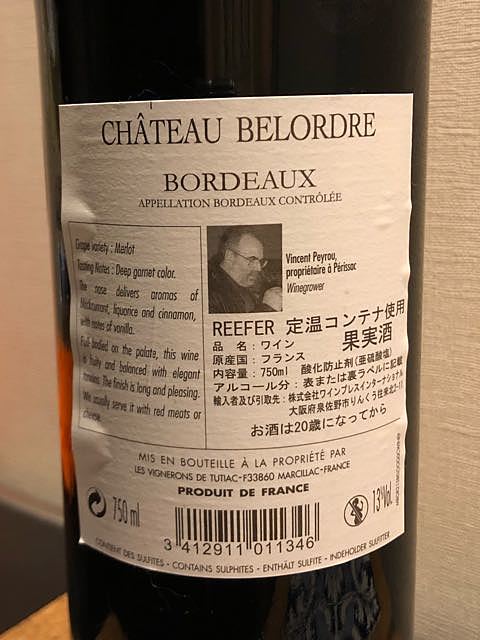 CHÂTEAU BELORDRE
BORDEAUX
APPELLATION BORDEAUX CONTRÔLÉE
Grape variety : Merlot
Tasting Notes : Deep garnet color.
The nose delivers aromas of
blackcurrant, liquorice and cinnamon,
with notes of vanilla.
Full-bodied on the palate, this wine
is fruity and balanced with elegant
tannins. The finish is long and pleasing.
We usually serve it with red meats or
cheese.
Vincent Peyrou,
propriétaire à Périssac
Winegrower
REEFER 定温コンテナ使用
品 名 : ワイン 果実酒
原産国 : フランス
内容量 : 750ml 酸化防止剤(亜硫酸塩)
アルコール分 : 表または裏ラベルに記載
輸入者及び引取先 : 株式会社ワインプレスインターナショナル
大阪府泉佐野市りんくう往来北2-11
お酒は20歳になってから
MIS EN BOUTEILLE À LA PROPRIÉTÉ PAR
LES VIGNERONS DE TUTIAC-F33860 MARCILLAC-FRANCE
PRODUIT DE FRANCE
750 ml
13%Vol.
3 412911 011346
CONTIENT DES SULFITES - CONTAINS SULPHITES - ENTHÄLT SULFITE - INDEHOLDER SULFITTER